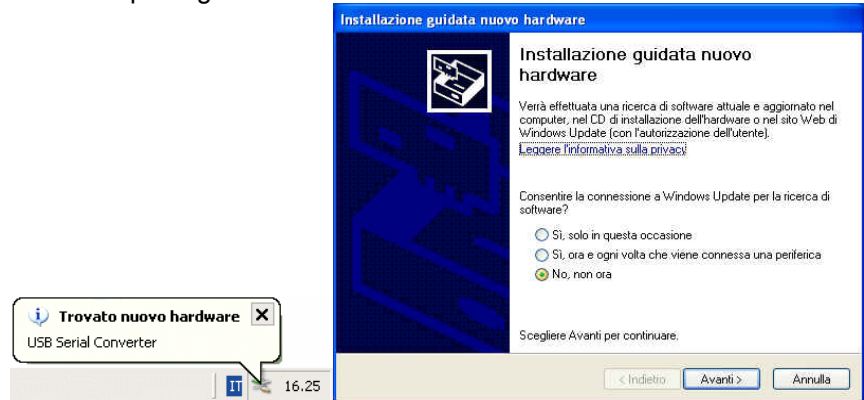 Installazione guidata nuovo hardware
Installazione guidata nuovo
hardware
Verrà effettuata una ricerca di software attuale e aggiornato nel
computer, nel CD di installazione dell'hardware o nel sito Web di
Windows Update (con l'autorizzazione dell'utente).
Leggere l'informativa sulla privacy
Consentire la connessione a Windows Update per la ricerca di
software?
Sì, solo in questa occasione
Sì, ora e ogni volta che viene connessa una periferica
No, non ora
Scegliere Avanti per continuare.
< Indietro Avanti > Annulla
Trovato nuovo hardware
USB Serial Converter
IT 16.25